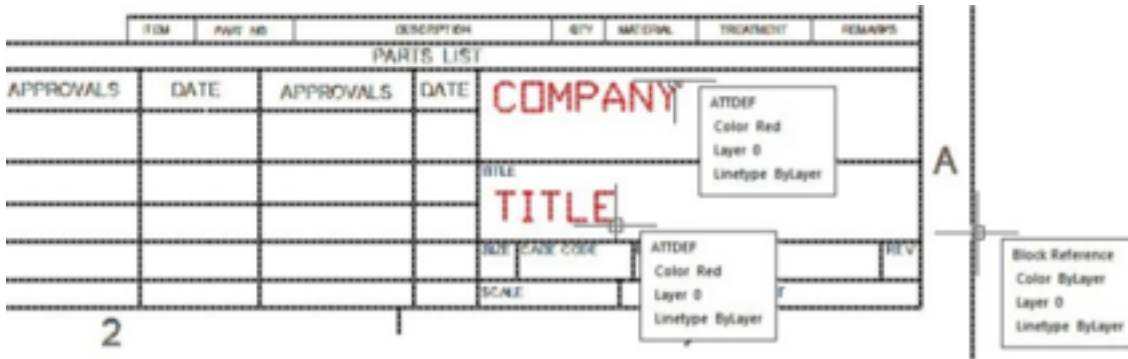 ITEM PART NO DESCRIPTION QTY MATERIAL TREATMENT REMARKS
PARTS LIST
APPROVALS DATE APPROVALS DATE
COMPANY
ATTDEF
Color Red
Layer 0
Linetype ByLayer
A
TITLE
TITLE
ATTDEF
Color Red
Layer 0
Linetype ByLayer
Block Reference
Color ByLayer
Layer 0
Linetype ByLayer
SIZE CAGE CODE REV
SCALE
2